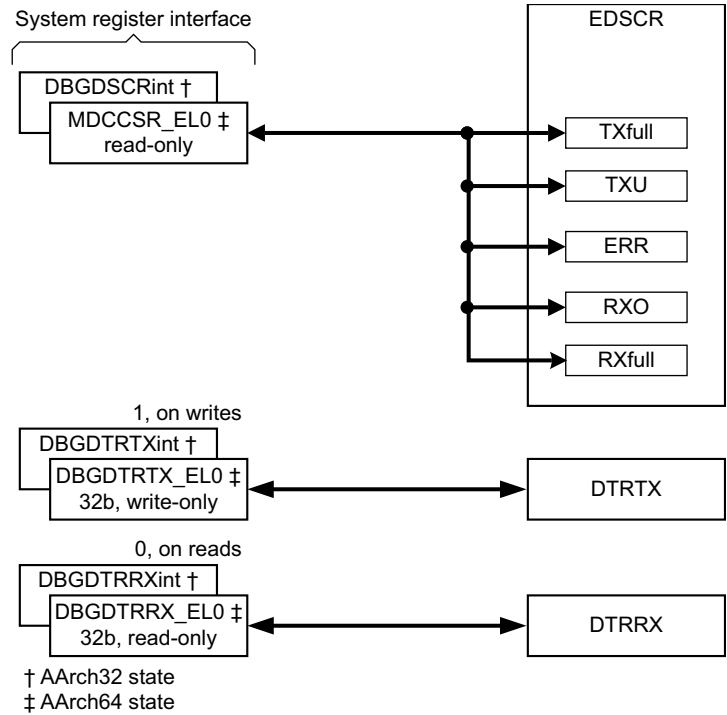 System register interface
EDSCR
DBGDSCRint †
MDCCSR_EL0 ‡
read-only
TXfull
TXU
ERR
RXO
RXfull
1, on writes
DBGDTRTXint †
DBGDTRTX_EL0 ‡
32b, write-only
DTRTX
0, on reads
DBGDTRRXint †
DBGDTRRX_EL0 ‡
32b, read-only
DTRRX
† AArch32 state
‡ AArch64 state